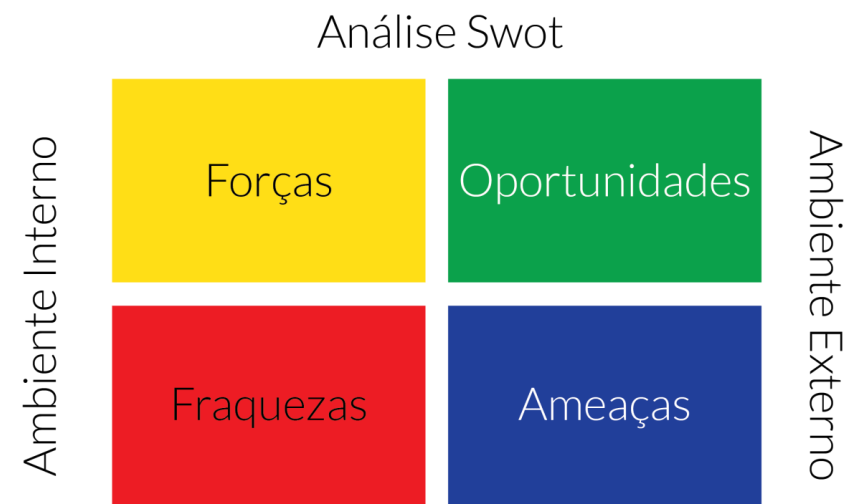 Análise Swot
Ambiente Interno
Forças
Oportunidades
Ambiente Externo
Fraquezas
Ameaças